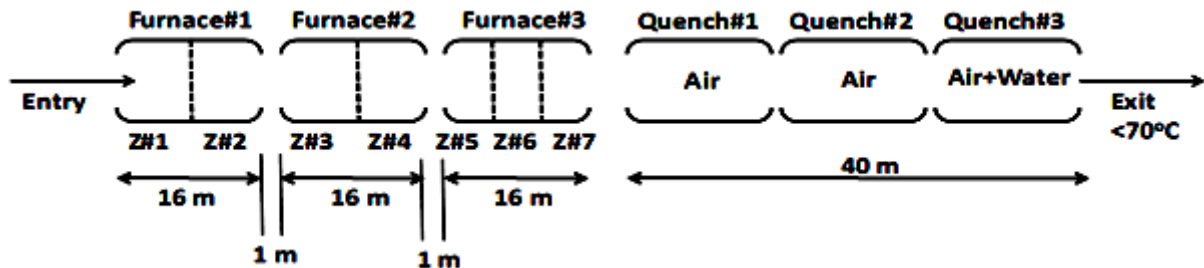 Furnace#1 Furnace#2 Furnace#3 Quench#1 Quench#2 Quench#3
Air Air Air+Water
Entry Exit
<70°C
Z#1 Z#2 Z#3 Z#4 Z#5 Z#6 Z#7
16 m 16 m 16 m 40 m
1 m 1 m